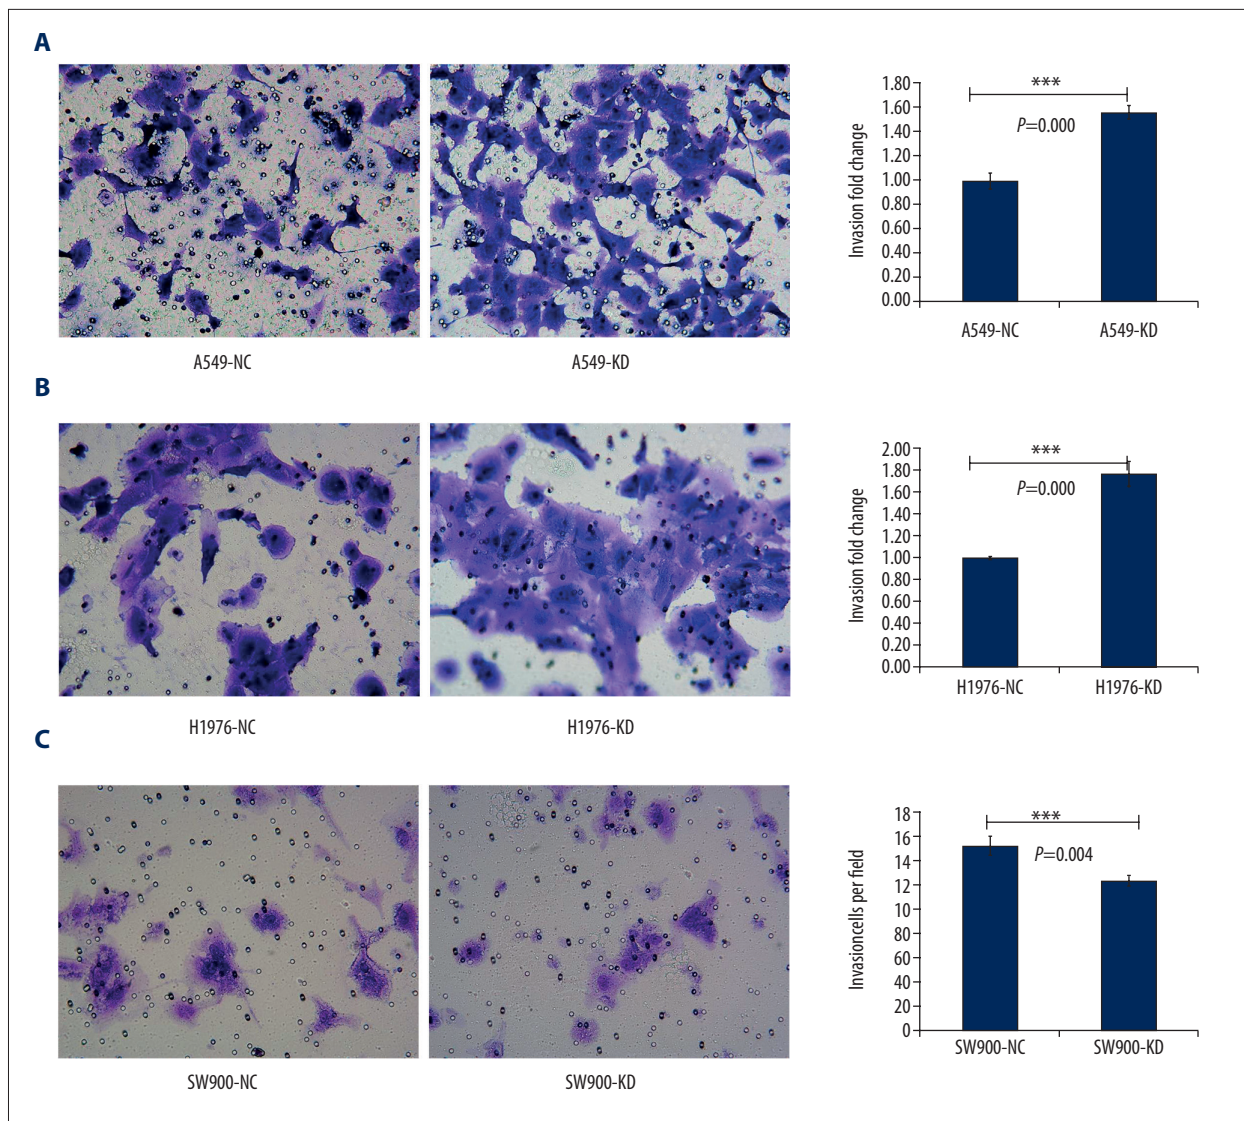 A
1.80
1.60
1.40
1.20
1.00
0.80
0.60
0.40
0.20
0.00
Invasion fold change
***
P=0.000
A549-NC
A549-KD
A549-NC
A549-KD
B
2.00
1.80
1.60
1.40
1.20
1.00
0.80
0.60
0.40
0.20
0.00
Invasion fold change
***
P=0.000
H1976-NC
H1976-KD
H1976-NC
H1976-KD
C
18
16
14
12
10
80
60
40
20
0
Invasioncells per field
***
P=0.004
SW900-NC
SW900-KD
SW900-NC
SW900-KD